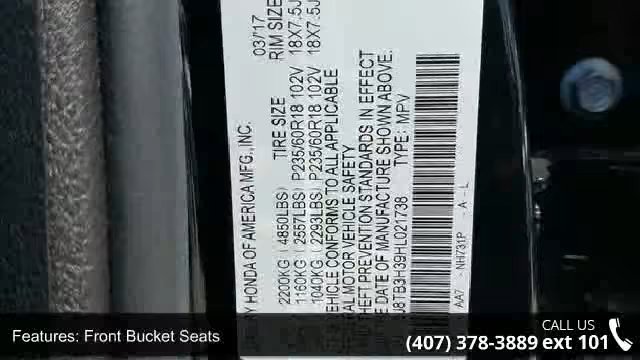 Y HONDA OF AMERICA MFG., INC. 03/'17
TIRE SIZE RIM SIZE
2200KG (4850LBS)
1160KG (2557LBS) P235/60R18 102V 18X7.5J
1040KG (2293LBS) P235/60R18 102V 18X7.5J
VEHICLE CONFORMS TO ALL APPLICABLE
MOTOR VEHICLE SAFETY
THEFT PREVENTION STANDARDS IN EFFECT
DATE OF MANUFACTURE SHOWN ABOVE.
J8TB3H39HL021738 TYPE: MPV
AA7 NH731P -A-L
Features: Front Bucket Seats
(407) 378-3889 ext 101